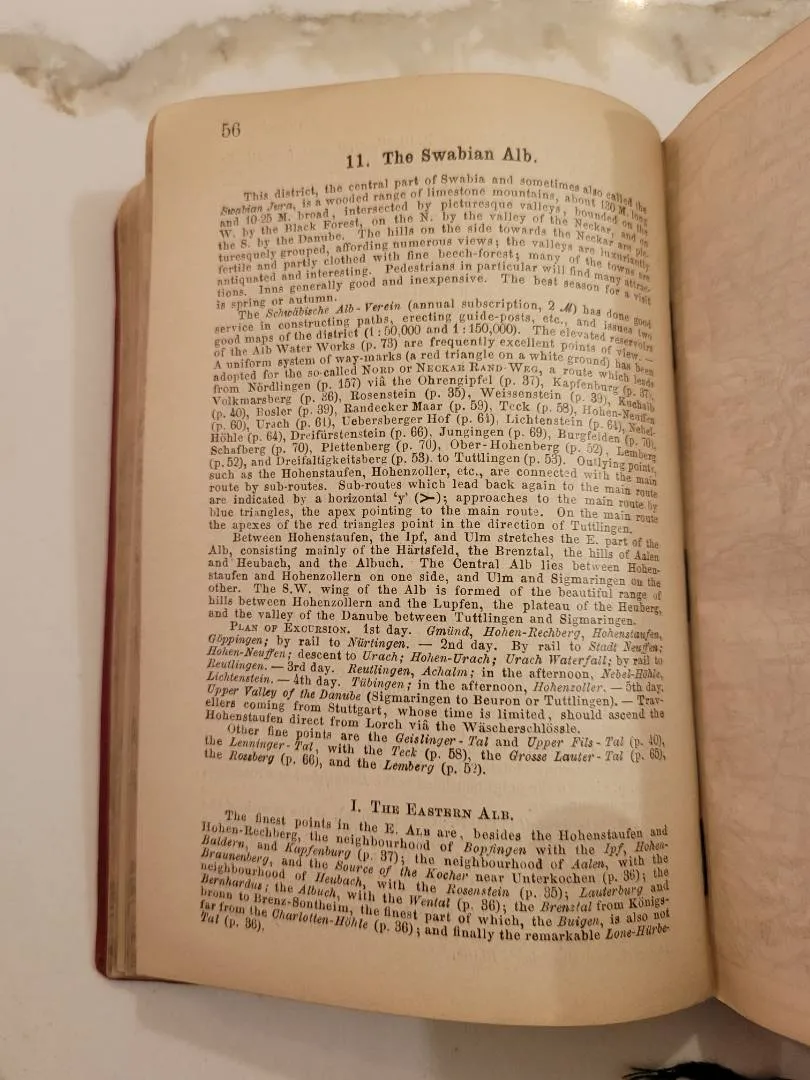 56
11. The Swabian Alb.
This district, the central part of Swabia and sometimes also called the
Swabian Jura, is a wooded range of limestone mountains, about 130 M. long
and 10-25 M. broad, intersected by picturesque valleys, bounded on the
W. by the Black Forest, on the N. by the valley of the Neckar, and on
the S. by the Danube. The hills on the side towards the Neckar are pic-
turesquely grouped, affording numerous views; the valleys are luxuriantly
fertile and partly clothed with fine beech-forest; many of the towns are
antiquated and interesting. Pedestrians in particular will find many attrac-
tions. Inns generally good and inexpensive. The best season for a visit
is spring or autumn.
The Schwäbische Alb-Verein (annual subscription, 2 ℳ) has done good
service in constructing paths, erecting guide-posts, etc., and issues two
good maps of the district (1:50,000 and 1:150,000). The elevated reservoirs
of the Alb Water Works (p. 73) are frequently excellent points of view. —
A uniform system of way-marks (a red triangle on a white ground) has been
adopted for the so-called NORD or NECKAR RAND-WEG, a route which leads
from Nördlingen (p. 157) viâ the Ohrengipfel (p. 37), Kapfenburg (p. 37),
Volkmarsberg (p. 36), Rosenstein (p. 35), Weissenstein (p. 39), Kuchalb
(p. 40), Bosler (p. 39), Randecker Maar (p. 59), Teck (p. 58), Hohen-Neuffen
(p. 60), Urach (p. 61), Uebersberger Hof (p. 61), Lichtenstein (p. 64), Nebel-
Höhle (p. 64), Dreifürstenstein (p. 66), Jungingen (p. 69), Burgfelden (p. 70),
Schafberg (p. 70), Plettenberg (p. 70), Ober-Hohenberg (p. 52), Lemberg
(p. 52), and Dreifaltigkeitsberg (p. 53). to Tuttlingen (p. 53). Outlying points,
such as the Hohenstaufen, Hohenzoller, etc., are connected with the main
route by sub-routes. Sub-routes which lead back again to the main route
are indicated by a horizontal 'y' (≻); approaches to the main route by
blue triangles, the apex pointing to the main route. On the main route
the apexes of the red triangles point in the direction of Tuttlingen.
Between Hohenstaufen, the Ipf, and Ulm stretches the E. part of the
Alb, consisting mainly of the Härtsfeld, the Brenztal, the hills of Aalen
and Heubach, and the Albuch. The Central Alb lies between Hohen-
staufen and Hohenzollern on one side, and Ulm and Sigmaringen on the
other. The S.W. wing of the Alb is formed of the beautiful range of
hills between Hohenzollern and the Lupfen, the plateau of the Heuberg,
and the valley of the Danube between Tuttlingen and Sigmaringen.
PLAN OF EXCURSION. 1st day. Gmünd, Hohen-Rechberg, Hohenstaufen,
Göppingen; by rail to Nürtingen. — 2nd day. By rail to Stadt Neuffen;
Hohen-Neuffen; descent to Urach; Hohen-Urach; Urach Waterfall; by rail to
Reutlingen. — 3rd day. Reutlingen, Achalm; in the afternoon, Nebel-Höhle,
Lichtenstein. — 4th day. Tübingen; in the afternoon, Hohenzoller. — 5th day.
Upper Valley of the Danube (Sigmaringen to Beuron or Tuttlingen). — Trav-
ellers coming from Stuttgart, whose time is limited, should ascend the
Hohenstaufen direct from Lorch viâ the Wäscherschlössle.
Other fine points are the Geislinger-Tal and Upper Fils-Tal (p. 40),
the Lenninger-Tal, with the Teck (p. 58), the Grosse Lauter-Tal (p. 65),
the Rossberg (p. 66), and the Lemberg (p. 52).
I. THE EASTERN ALB.
The finest points in the E. ALB are, besides the Hohenstaufen and
Hohen-Rechberg, the neighbourhood of Bopfingen with the Ipf, Hohen-
Baldern, and Kapfenburg (p. 37); the neighbourhood of Aalen, with the
Braunenberg, and the Source of the Kocher near Unterkochen (p. 36); the
neighbourhood of Heubach, with the Rosenstein (p. 35); Lauterburg and
Bernhardus; the Albuch, with the Wental (p. 36); the Brenztal from Königs-
bronn to Brenz-Sontheim, the finest part of which, the Buigen, is also not
far from the Charlotten-Höhle (p. 36); and finally the remarkable Lone-Hürbe-
Tal (p. 36).